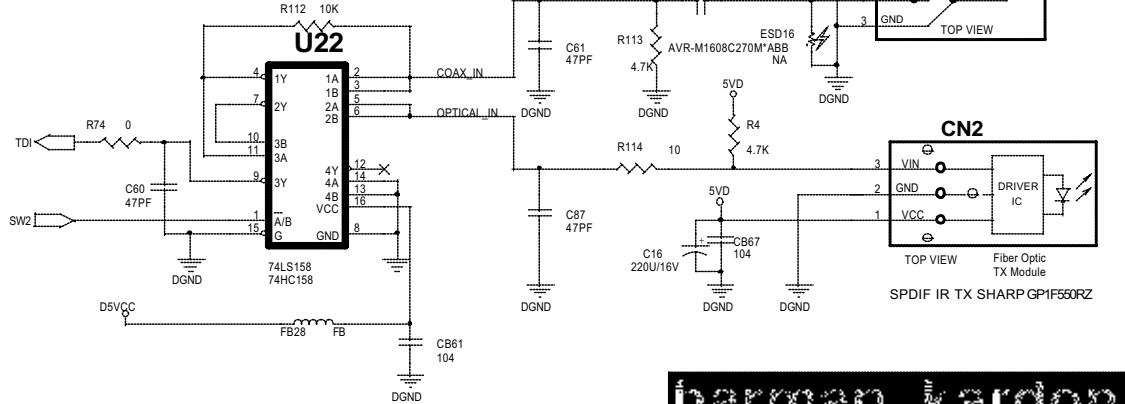 R112 10K
U22
4 1Y
7 2Y
10 3B
11 3A
9 3Y
1 A/B
15 G
1A 2
1B 3
2A 5
2B 6
4Y 12
4A 14
4B 13
VCC 16
GND 8
74LS158
74HC158
COAX_IN
OPTICAL_IN
TDI
R74 0
C60
47PF
SW2
DGND
D5VCC
FB28 FB
CB61
104
DGND
C61
47PF
DGND
R113
4.7K
AVR-M1608C270M*ABB
ESD16
NA
DGND
3 GND
TOP VIEW
5VD
R4
4.7K
R114 10
C87
47PF
DGND
5VD
C16
220U/16V
+
CB67
104
DGND
DGND
CN2
3 VIN
2 GND
1 VCC
DRIVER
IC
TOP VIEW
Fiber Optic
TX Module
SPDIF IR TX SHARP GP1F550RZ
harman kardon